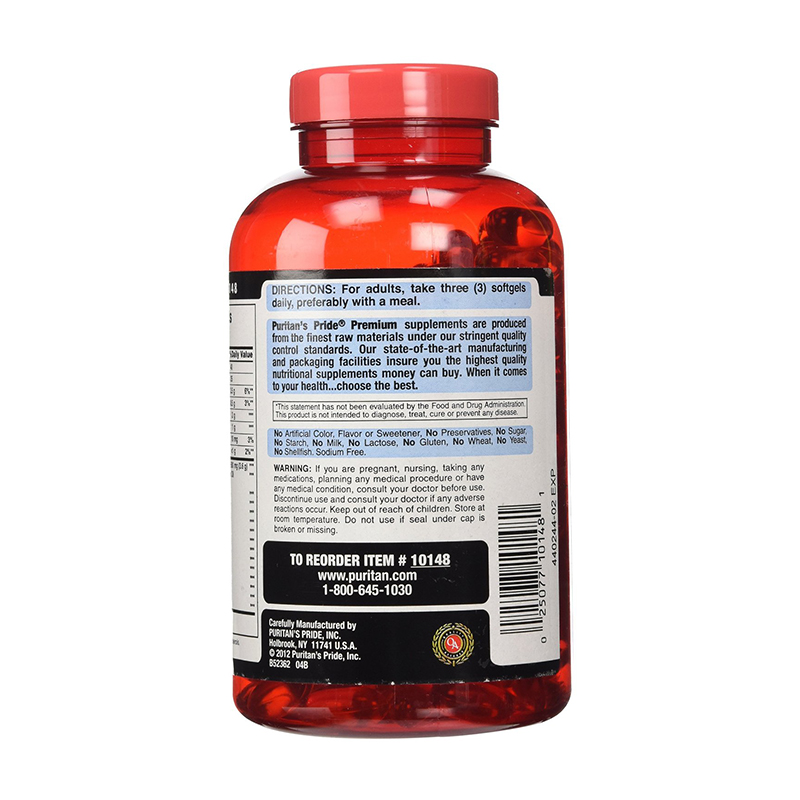 148
S
%Daily Value
6%**
3%**
3%
2%**
DIRECTIONS: For adults, take three (3) softgels
daily, preferably with a meal.
Puritan's Pride® Premium supplements are produced
from the finest raw materials under our stringent quality
control standards. Our state-of-the-art manufacturing
and packaging facilities insure you the highest quality
nutritional supplements money can buy. When it comes
to your health...choose the best.
*This statement has not been evaluated by the Food and Drug Administration.
This product is not intended to diagnose, treat, cure or prevent any disease.
No Artificial Color, Flavor or Sweetener, No Preservatives, No Sugar,
No Starch, No Milk, No Lactose, No Gluten, No Wheat, No Yeast,
No Shellfish. Sodium Free.
WARNING: If you are pregnant, nursing, taking any
medications, planning any medical procedure or have
any medical condition, consult your doctor before use.
Discontinue use and consult your doctor if any adverse
reactions occur. Keep out of reach of children. Store at
room temperature. Do not use if seal under cap is
broken or missing.
TO REORDER ITEM # 10148
www.puritan.com
1-800-645-1030
Carefully Manufactured by
PURITAN'S PRIDE, INC.
Holbrook, NY 11741 U.S.A.
© 2012 Puritan's Pride, Inc.
B52362 04B
QA
0 25077 10148 1
440244-02 EXP